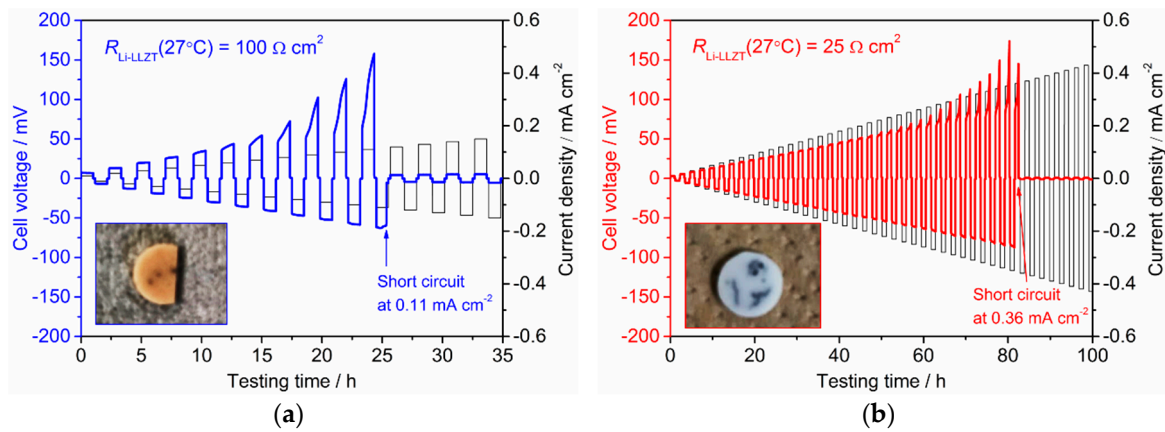 200
150
100
50
0
-50
-100
-150
-200
Cell voltage / mV
R Li-LLZT(27°C) = 100 Ω cm2
Short circuit
at 0.11 mA cm-2
0.6
0.4
0.2
0.0
-0.2
-0.4
-0.6
Current density / mA cm-2
0 5 10 15 20 25 30 35
Testing time / h
(a)
200
150
100
50
0
-50
-100
-150
-200
Cell voltage / mV
R Li-LLZT(27°C) = 25 Ω cm2
Short circuit
at 0.36 mA cm-2
0.6
0.4
0.2
0.0
-0.2
-0.4
-0.6
Current density / mA cm-2
0 20 40 60 80 100
Testing time / h
(b)